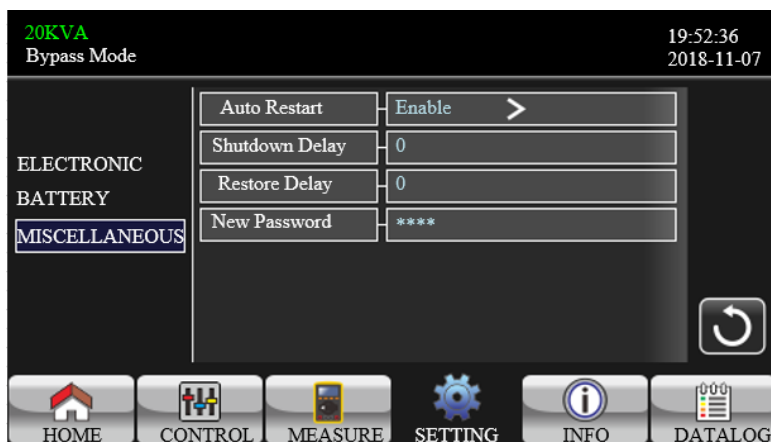 20KVA
Bypass Mode
19:52:36
2018-11-07
ELECTRONIC
BATTERY
MISCELLANEOUS
Auto Restart Enable >
Shutdown Delay 0
Restore Delay 0
New Password ****
HOME CONTROL MEASURE SETTING INFO DATALOG